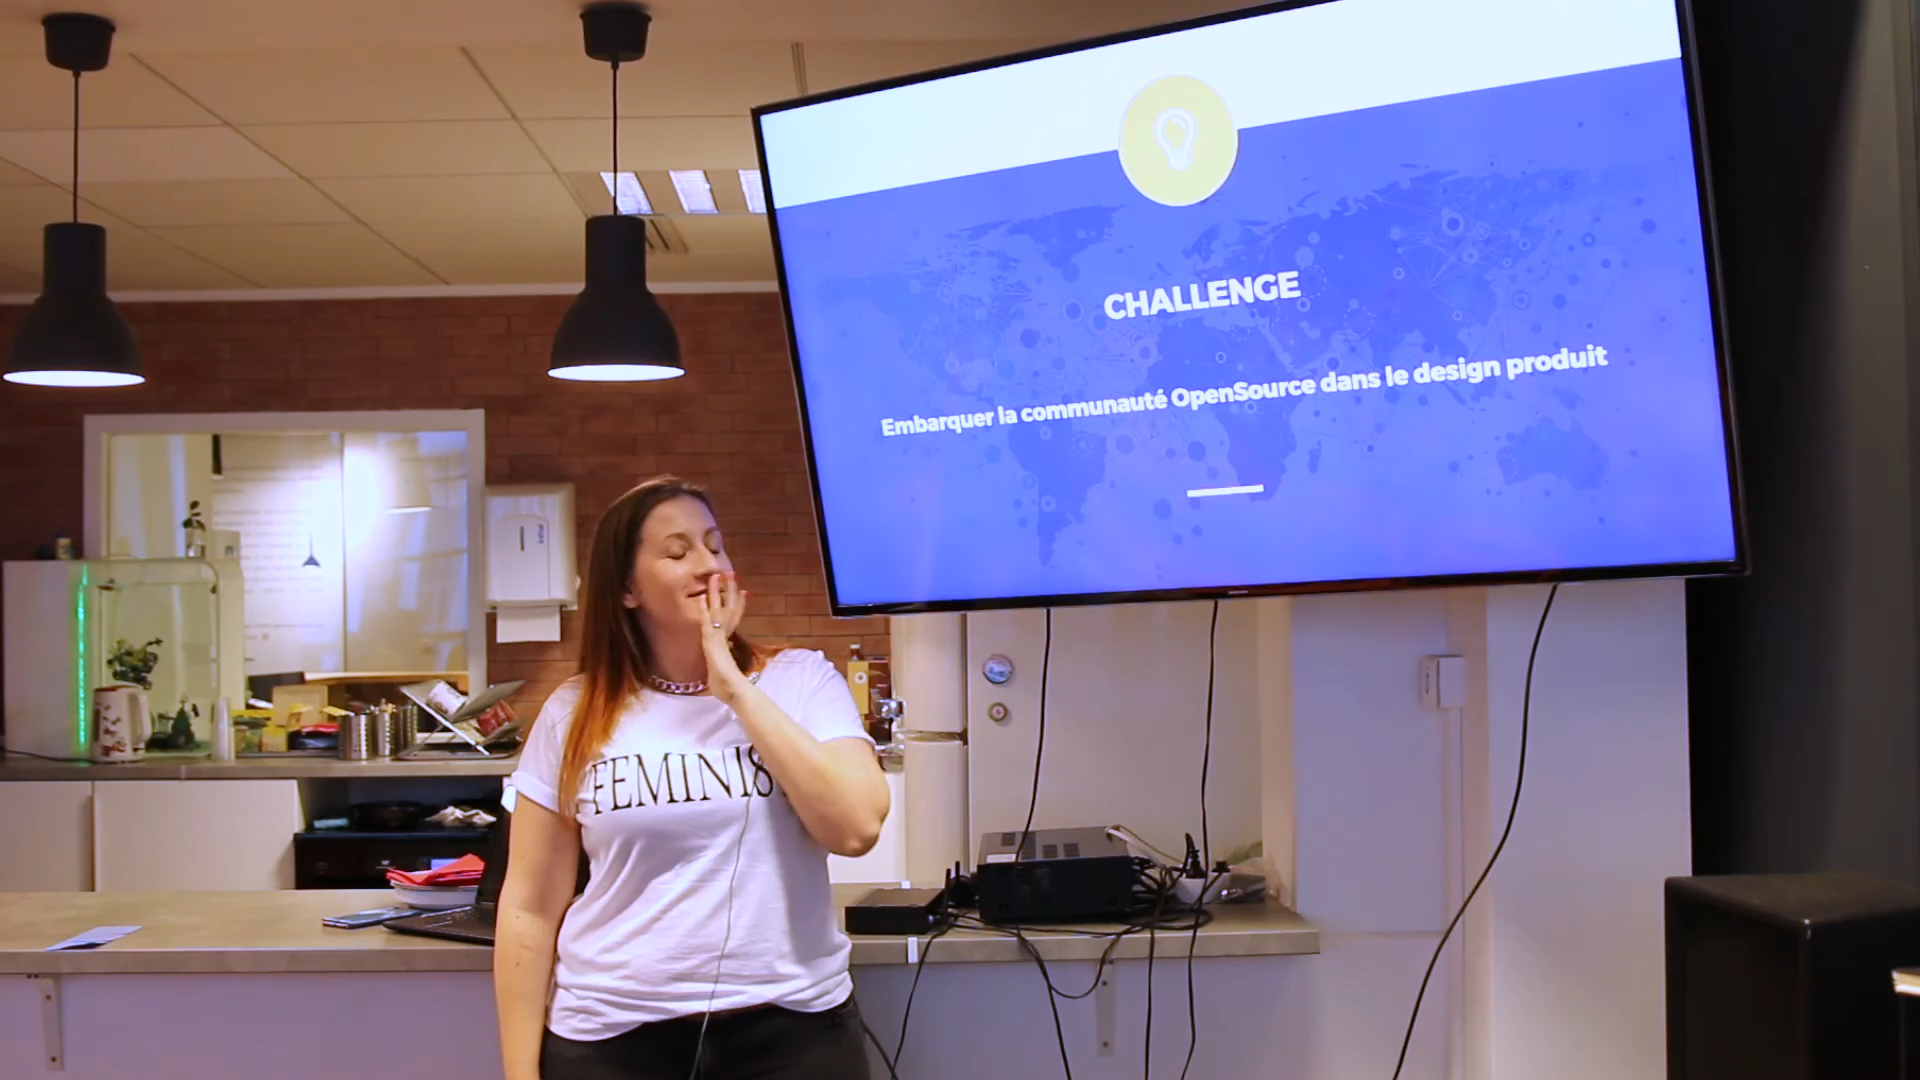 CHALLENGE
Embarquer la communauté OpenSource dans le design produit
FEMINIS